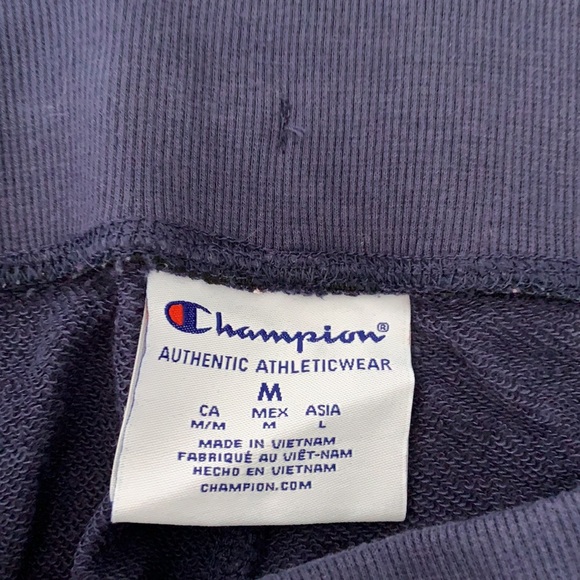 Champion®
AUTHENTIC ATHLETICWEAR
M
CA MEX ASIA
M/M M L
MADE IN VIETNAM
FABRIQUÉ AU VIÊT-NAM
HECHO EN VIETNAM
CHAMPION.COM